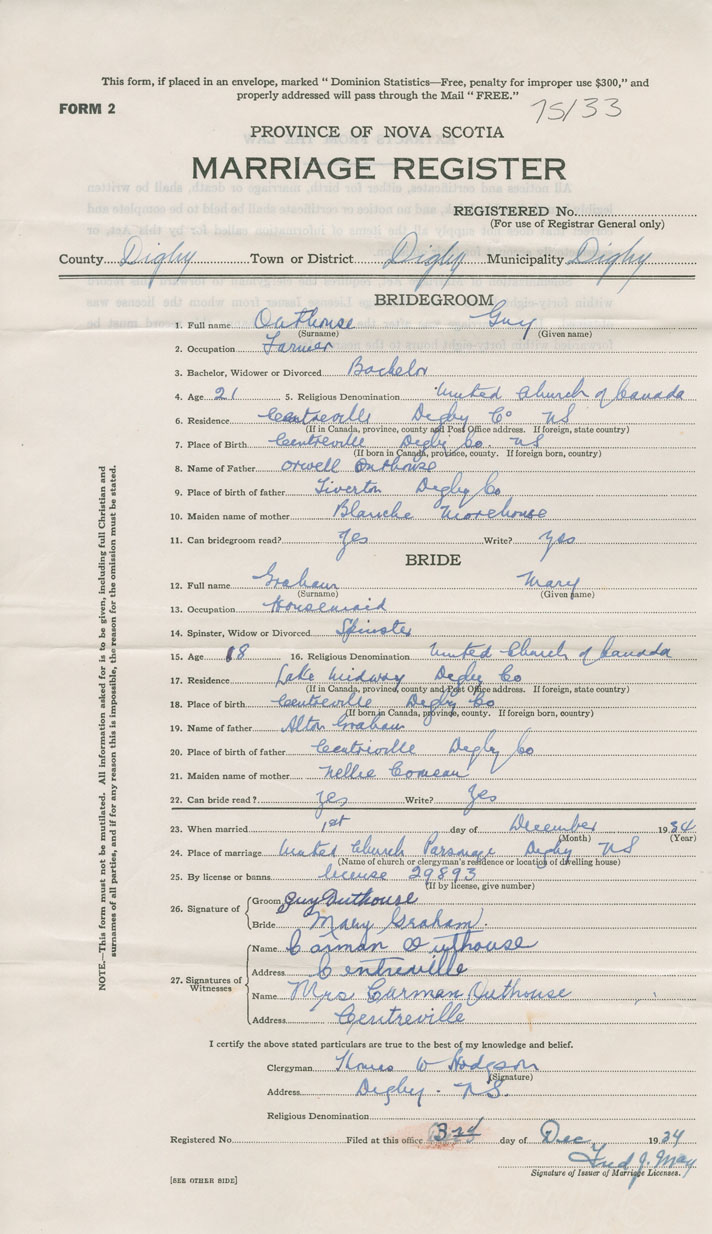 This form, if placed in an envelope, marked "Dominion Statistics—Free, penalty for improper use $300," and
properly addressed will pass through the Mail "FREE."
FORM 2
75/33
PROVINCE OF NOVA SCOTIA
MARRIAGE REGISTER
REGISTERED No.
(For use of Registrar General only)
County Digby Town or District Digby Municipality Digby
BRIDEGROOM
1. Full name Outhouse Guy
(Surname) (Given name)
2. Occupation Farmer
3. Bachelor, Widower or Divorced Bachelor
4. Age 21 5. Religious Denomination United Church of Canada
6. Residence Centreville Digby Co NS
(If in Canada, province, county and Post Office address. If foreign, state country)
7. Place of Birth Centreville Digby Co. NS
(If born in Canada, province, county. If foreign born, country)
8. Name of Father Orwell Outhouse
9. Place of birth of father Tiverton Digby Co
10. Maiden name of mother Blanche Morehouse
11. Can bridegroom read? Yes Write? Yes
BRIDE
12. Full name Graham Mary
(Surname) (Given name)
13. Occupation Housemaid
14. Spinster, Widow or Divorced Spinster
15. Age 18 16. Religious Denomination United Church of Canada
17. Residence Lake Midway Digby Co
(If in Canada, province, county and Post Office address. If foreign, state country)
18. Place of birth Centreville Digby Co
(If born in Canada, province, county. If foreign born, country)
19. Name of father Alton Graham
20. Place of birth of father Centreville Digby Co
21. Maiden name of mother Nellie Comeau
22. Can bride read? Yes Write? Yes
23. When married 1st day of December 1934
(Month) (Year)
24. Place of marriage United Church Parsonage Digby NS
(Name of church or clergyman's residence or location of dwelling house)
25. By license or banns license 29893
(If by license, give number)
26. Signature of Groom Guy Outhouse
Bride Mary Graham.
27. Signatures of Witnesses Name Carman Outhouse
Address Centreville
Name Mrs Carman Outhouse
Address Centreville
I certify the above stated particulars are true to the best of my knowledge and belief.
Clergyman W Hodgson
(Signature)
Address Digby - NS.
Religious Denomination
Registered No. Filed at this office 3rd day of Dec. 1934
Fred J. May
Signature of Issuer of Marriage Licenses.
[SEE OTHER SIDE]
NOTE.—This form must not be mutilated. All information asked for is to be given, including full Christian and
surnames of all parties, and if for any reason this is impossible, the reason for the omission must be stated.